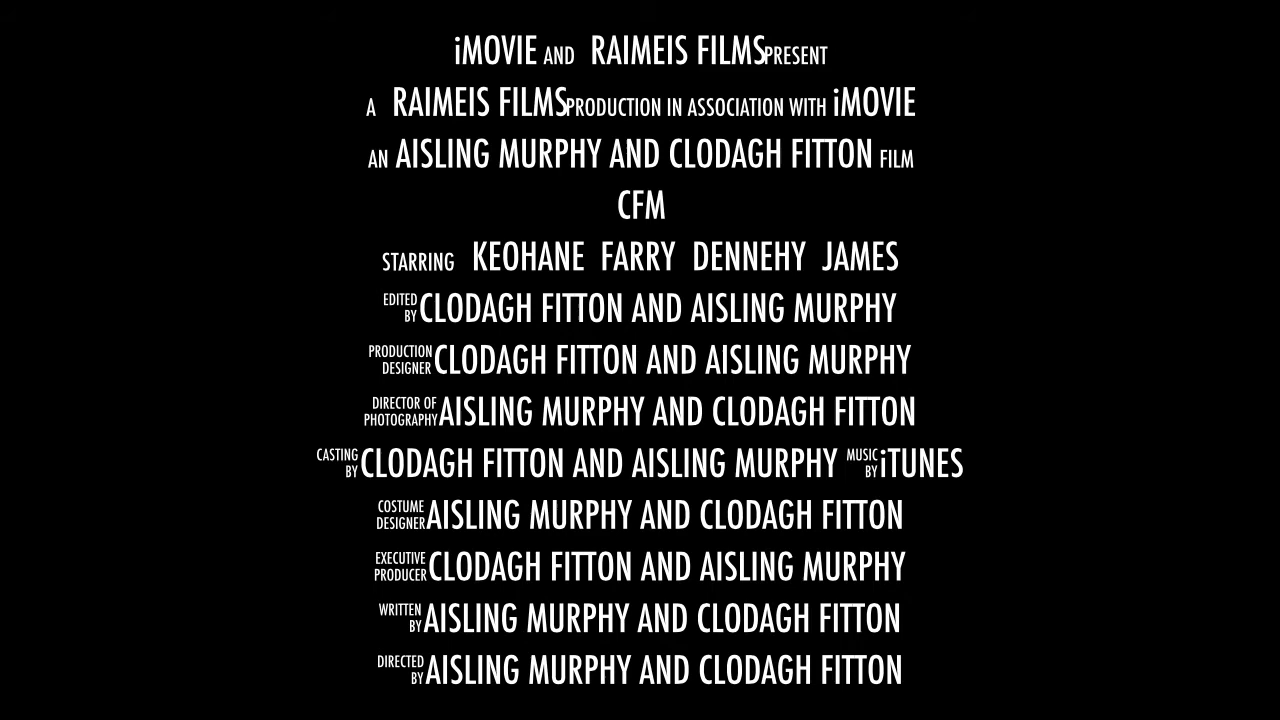 iMOVIE AND RAIMEIS FILMS PRESENT
A RAIMEIS FILMS PRODUCTION IN ASSOCIATION WITH iMOVIE
AN AISLING MURPHY AND CLODAGH FITTON FILM
CFM
STARRING KEOHANE FARRY DENNEHY JAMES
EDITED BY CLODAGH FITTON AND AISLING MURPHY
PRODUCTION DESIGNER CLODAGH FITTON AND AISLING MURPHY
DIRECTOR OF PHOTOGRAPHY AISLING MURPHY AND CLODAGH FITTON
CASTING BY CLODAGH FITTON AND AISLING MURPHY MUSIC BY iTUNES
COSTUME DESIGNER AISLING MURPHY AND CLODAGH FITTON
EXECUTIVE PRODUCER CLODAGH FITTON AND AISLING MURPHY
WRITTEN BY AISLING MURPHY AND CLODAGH FITTON
DIRECTED BY AISLING MURPHY AND CLODAGH FITTON